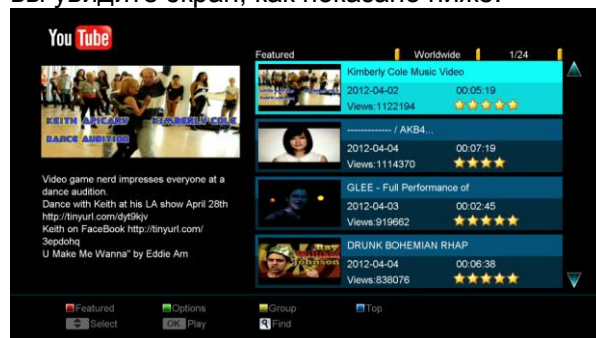 вы увидите экран, как показано ниже:
You Tube
Featured Worldwide 1/24
KEITH APICARY KIMBERLY COLE
DANCE AUDITION
Video game nerd impresses everyone at a
dance audition.
Dance with Keith at his LA show April 28th
http://tinyurl.com/dyt9kjv
Keith on FaceBook http://tinyurl.com/
3epdohq
U Make Me Wanna" by Eddie Am
Kimberly Cole Music Video
2012-04-02 00:05:19
Views:1122194
------------- / AKB4...
2012-04-04 00:07:19
Views:1114370
GLEE - Full Performance of
2012-04-03 00:02:45
Views:919662
Ray
William
Johnson
DRUNK BOHEMIAN RHAP
2012-04-04 00:06:38
Views:838076
Featured Options Group Top
Select OK Play Find